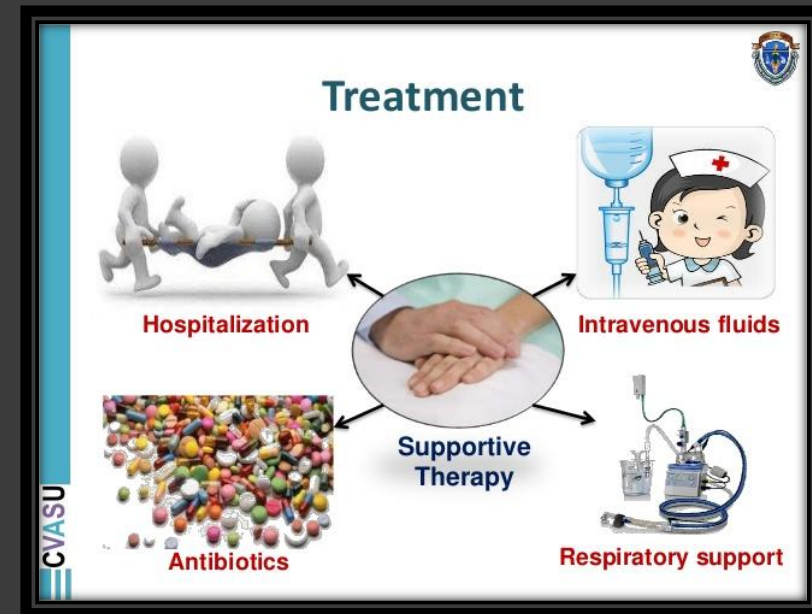 Treatment
Hospitalization
Intravenous fluids
Supportive
Therapy
Antibiotics
Respiratory support
CVASU